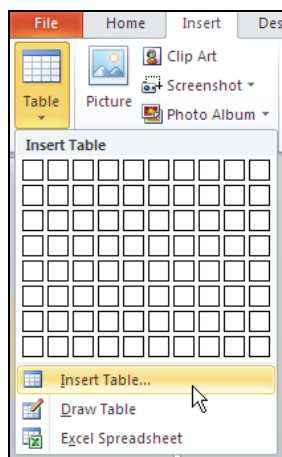 File Home Insert Des
Table
Picture
Clip Art
Screenshot
Photo Album
Insert Table
Insert Table...
Draw Table
Excel Spreadsheet